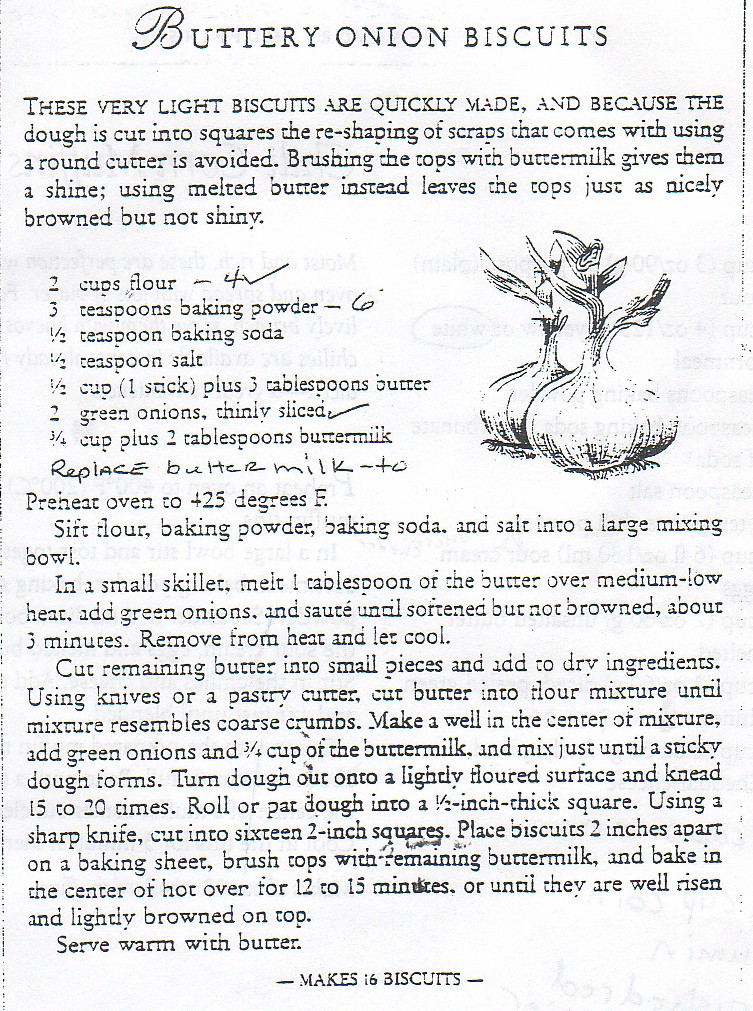 BUTTERY ONION BISCUITS
THESE VERY LIGHT BISCUITS ARE QUICKLY MADE, AND BECAUSE THE
dough is cut into squares the re-shaping of scraps that comes with using
a round cutter is avoided. Brushing the tops with buttermilk gives them
a shine; using melted butter instead leaves the tops just as nicely
browned but not shiny.
2 cups flour 4 ✓
3 teaspoons baking powder – 6
½ teaspoon baking soda
½ teaspoon salt
½ cup (1 stick) plus 3 tablespoons butter
2 green onions, thinly sliced ✓
¾ cup plus 2 tablespoons buttermilk
REPLACE buttermilk - to
Preheat oven to 425 degrees F.
Sift flour, baking powder, baking soda, and salt into a large mixing
bowl.
In a small skillet, melt 1 tablespoon of the butter over medium-low
heat, add green onions, and sauté until softened but not browned, about
3 minutes. Remove from heat and let cool.
Cut remaining butter into small pieces and add to dry ingredients.
Using knives or a pastry cutter, cut butter into flour mixture until
mixture resembles coarse crumbs. Make a well in the center of mixture,
add green onions and ¾ cup of the buttermilk, and mix just until a sticky
dough forms. Turn dough out onto a lightly floured surface and knead
15 to 20 times. Roll or pat dough into a ½-inch-thick square. Using a
sharp knife, cut into sixteen 2-inch squares. Place biscuits 2 inches apart
on a baking sheet, brush tops with remaining buttermilk, and bake in
the center of hot over for 12 to 15 minutes, or until they are well risen
and lightly browned on top.
Serve warm with butter.
— MAKES 16 BISCUITS —